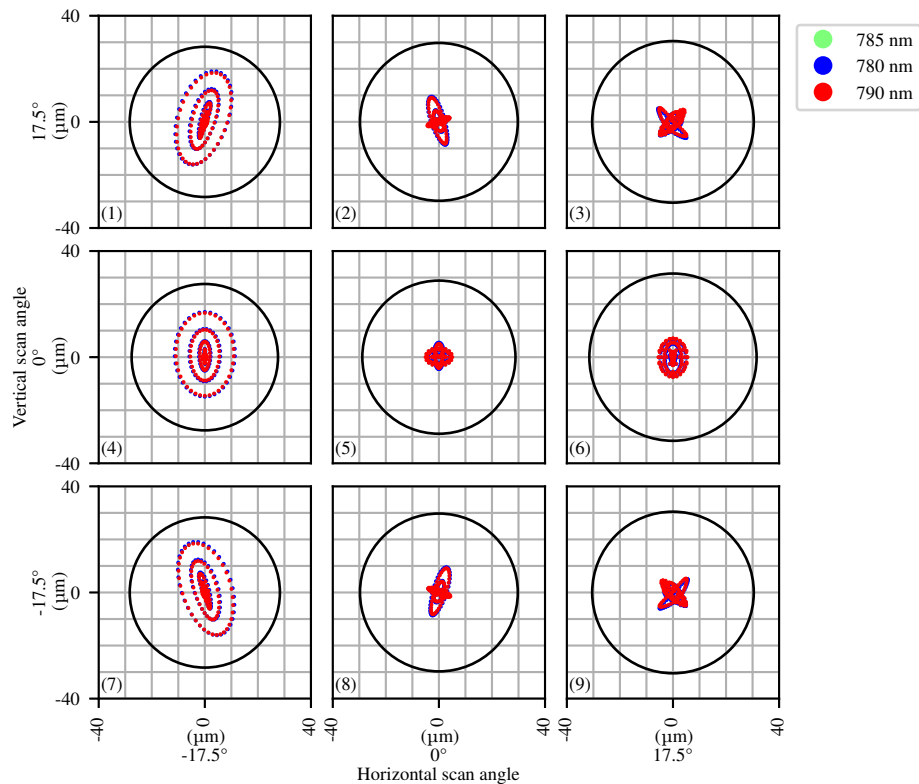 40
17.5°
(µm)
0
-40
(1)
(2)
(3)
785 nm
780 nm
790 nm
Vertical scan angle
40
0°
(µm)
0
-40
(4)
(5)
(6)
40
-17.5°
(µm)
0
-40
(7)
(8)
(9)
-40 0 40 -40 0 40 -40 0 40
(µm) (µm) (µm)
-17.5° 0° 17.5°
Horizontal scan angle